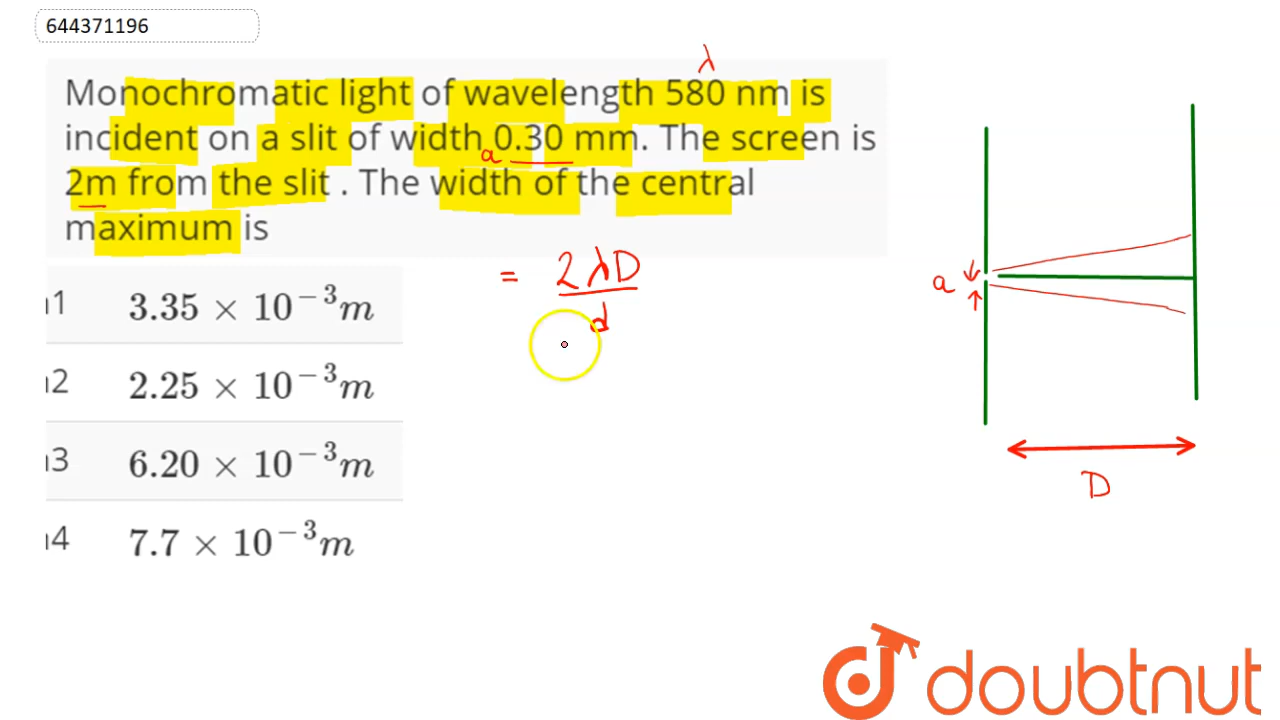 644371196
λ
Monochromatic light of wavelength 580 nm is
incident on a slit of width 0.30 mm. The screen is
a
2m from the slit . The width of the central
maximum is
= 2λD
d
a
1 3.35 × 10⁻³m
2 2.25 × 10⁻³m
3 6.20 × 10⁻³m
4 7.7 × 10⁻³m
D
doubtnut